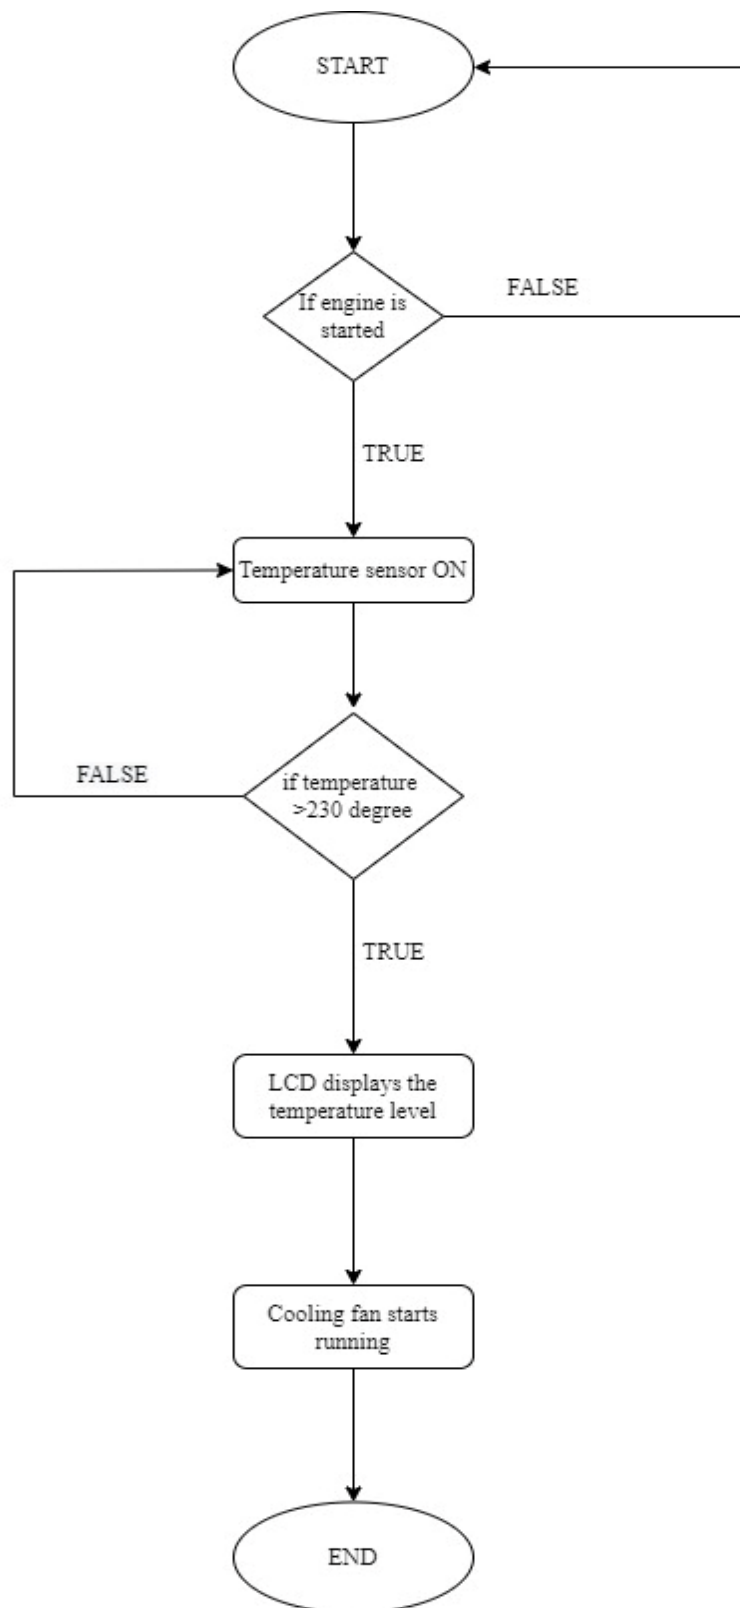 START
If engine is
started
FALSE
TRUE
Temperature sensor ON
FALSE
if temperature
>230 degree
TRUE
LCD displays the
temperature level
Cooling fan starts
running
END